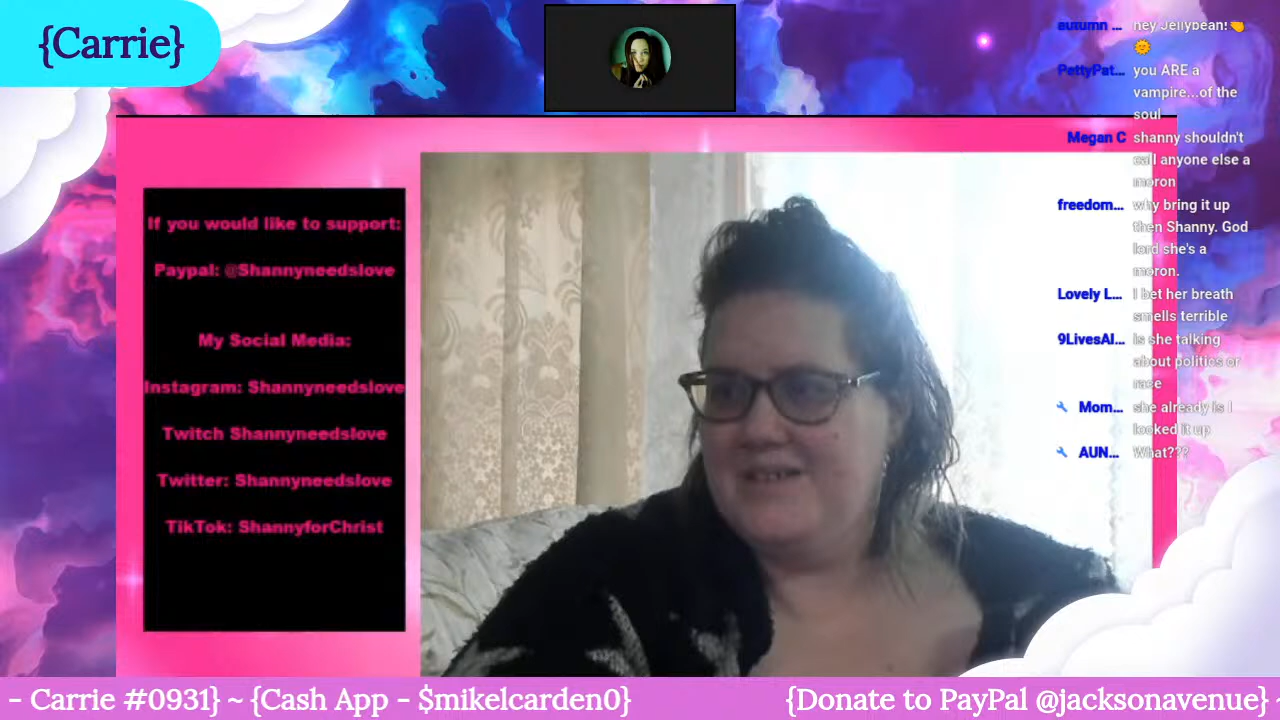 {Carrie}
If you would like to support:
Paypal: @Shannyneedslove
My Social Media:
Instagram: Shannyneedslove
Twitch Shannyneedslove
Twitter: Shannyneedslove
TikTok: ShannyforChrist
autumn ... hey Jellybean!
PettyPat... you ARE a
vampire...of the
soul
Megan C shanny shouldn't
call anyone else a
moron
freedom... why bring it up
then Shanny. God
lord she's a
moron.
Lovely L... I bet her breath
smells terrible
9LivesAl... Is she talking
about politics or
race
Mom... she already is I
looked it up
AUN... What???
- Carrie #0931} ~ {Cash App - $mikelcarden0}
{Donate to PayPal @jacksonavenue} ~